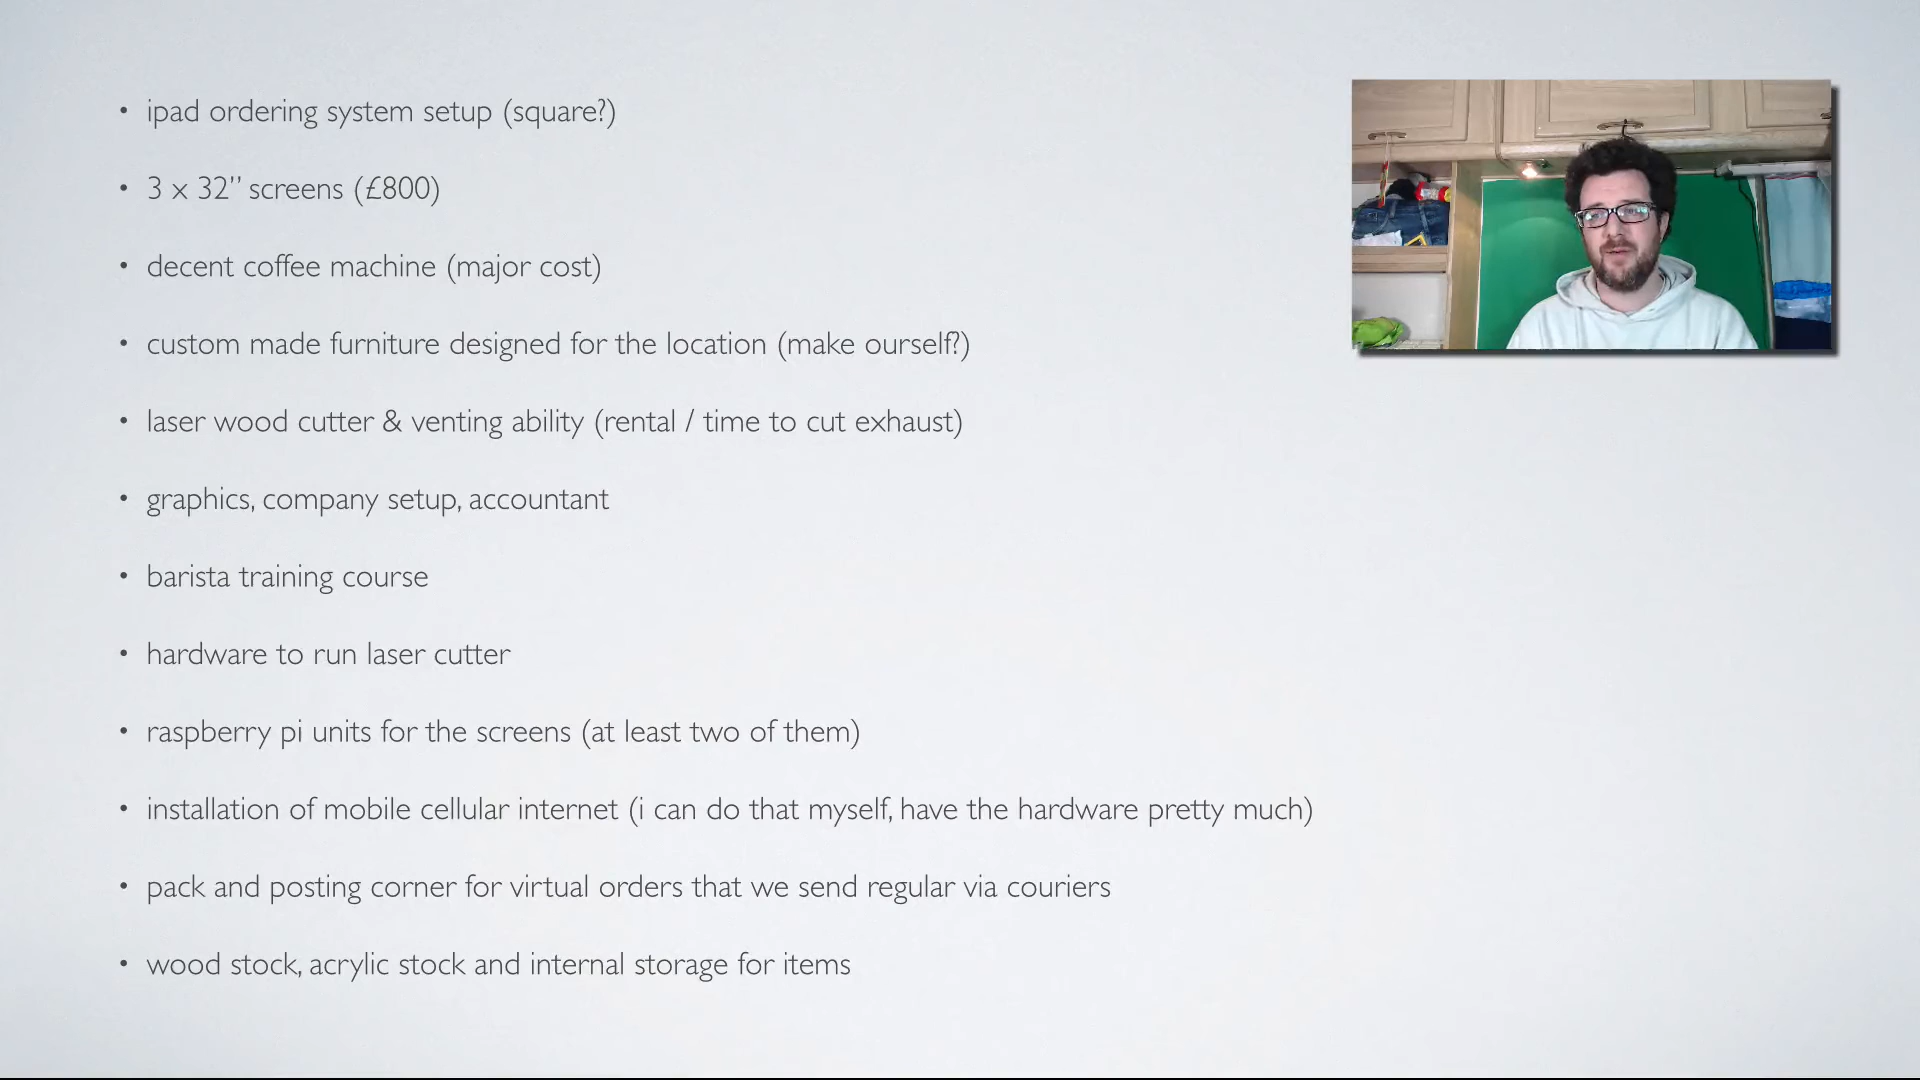 • ipad ordering system setup (square?)
• 3 x 32” screens (£800)
• decent coffee machine (major cost)
• custom made furniture designed for the location (make ourself?)
• laser wood cutter & venting ability (rental / time to cut exhaust)
• graphics, company setup, accountant
• barista training course
• hardware to run laser cutter
• raspberry pi units for the screens (at least two of them)
• installation of mobile cellular internet (i can do that myself, have the hardware pretty much)
• pack and posting corner for virtual orders that we send regular via couriers
• wood stock, acrylic stock and internal storage for items